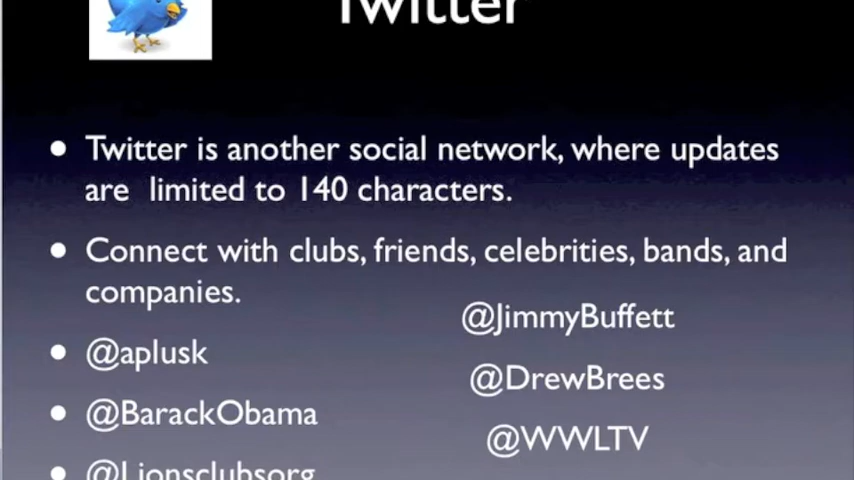 Twitter
Twitter is another social network, where updates
are limited to 140 characters.
Connect with clubs, friends, celebrities, bands, and
companies.
@JimmyBuffett
@aplusk
@DrewBrees
@BarackObama
@WWLTV
@Lionsclubsorg